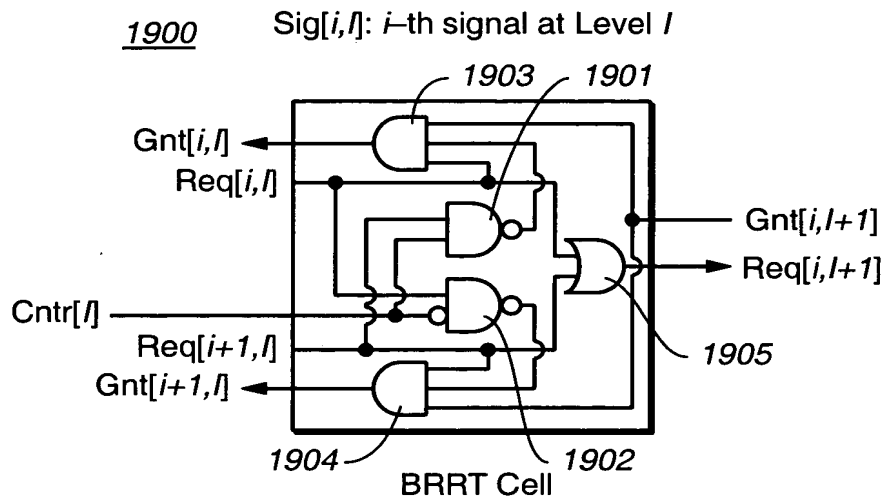 1900
Sig[i,l]: i–th signal at Level l
1903
1901
Gnt[i,l]
Req[i,l]
Gnt[i,l+1]
Req[i,l+1]
Cntr[l]
Req[i+1,l]
1905
Gnt[i+1,l]
1904
1902
BRRT Cell